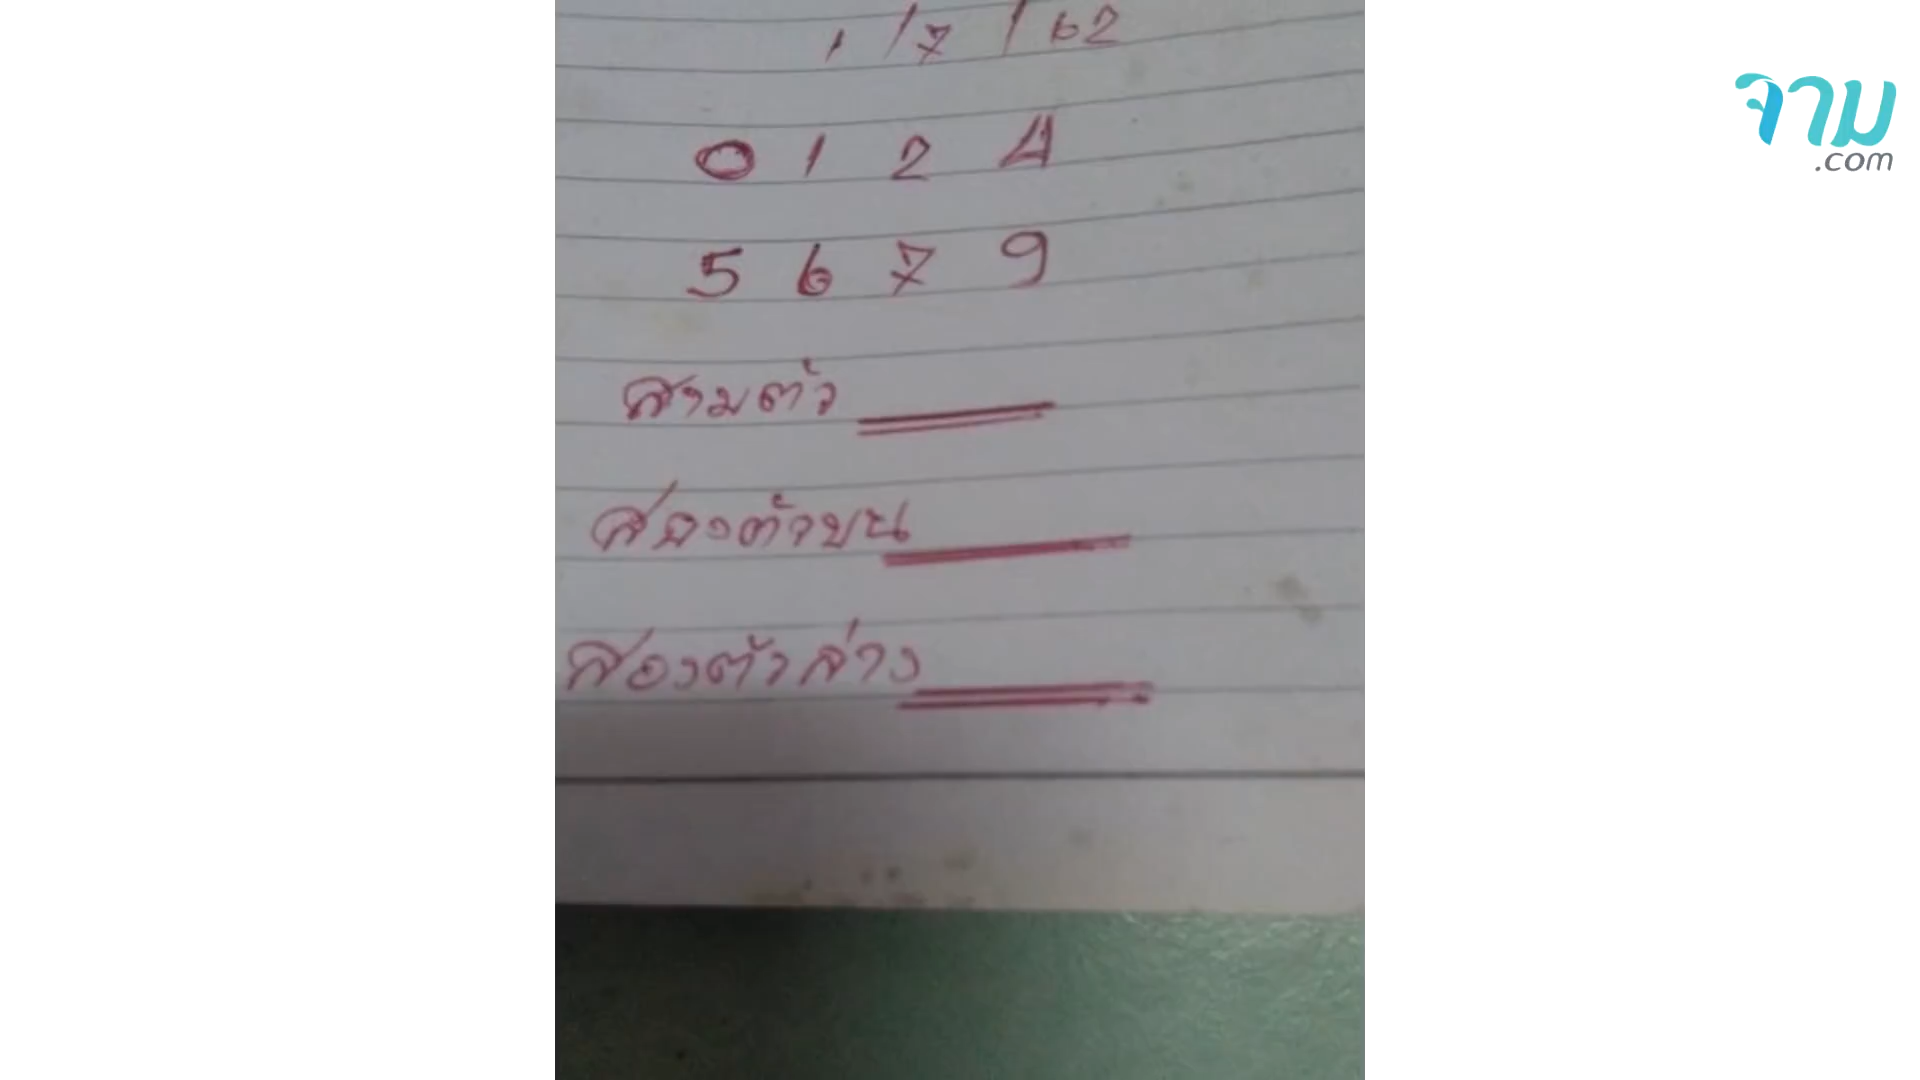 1/7/62
0 1 2 4
5 6 7 9
สามตัว
สองตัวบน
สองตัวล่าง
จาม
.com